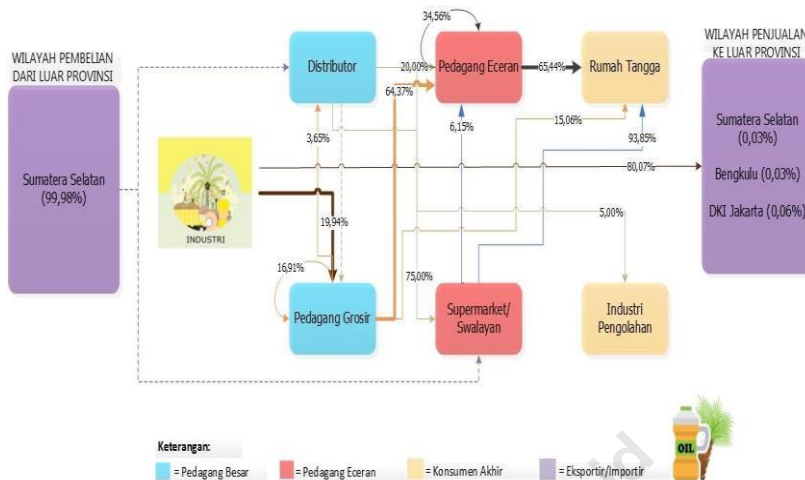 WILAYAH PEMBELIAN
DARI LUAR PROVINSI
Sumatera Selatan
(99,98%)
INDUSTRI
Distributor
Pedagang Grosir
Pedagang Eceran
Supermarket/
Swalayan
Rumah Tangga
Industri
Pengolahan
34,56%
20,00%
65,44%
64,37%
3,65%
6,15%
15,06%
93,85%
80,07%
19,94%
5,00%
16,91%
75,00%
WILAYAH PENJUALAN
KE LUAR PROVINSI
Sumatera Selatan
(0,03%)
Bengkulu (0,03%)
DKI Jakarta (0,06%)
Keterangan:
= Pedagang Besar
= Pedagang Eceran
= Konsumen Akhir
= Eksportir/Importir
OIL